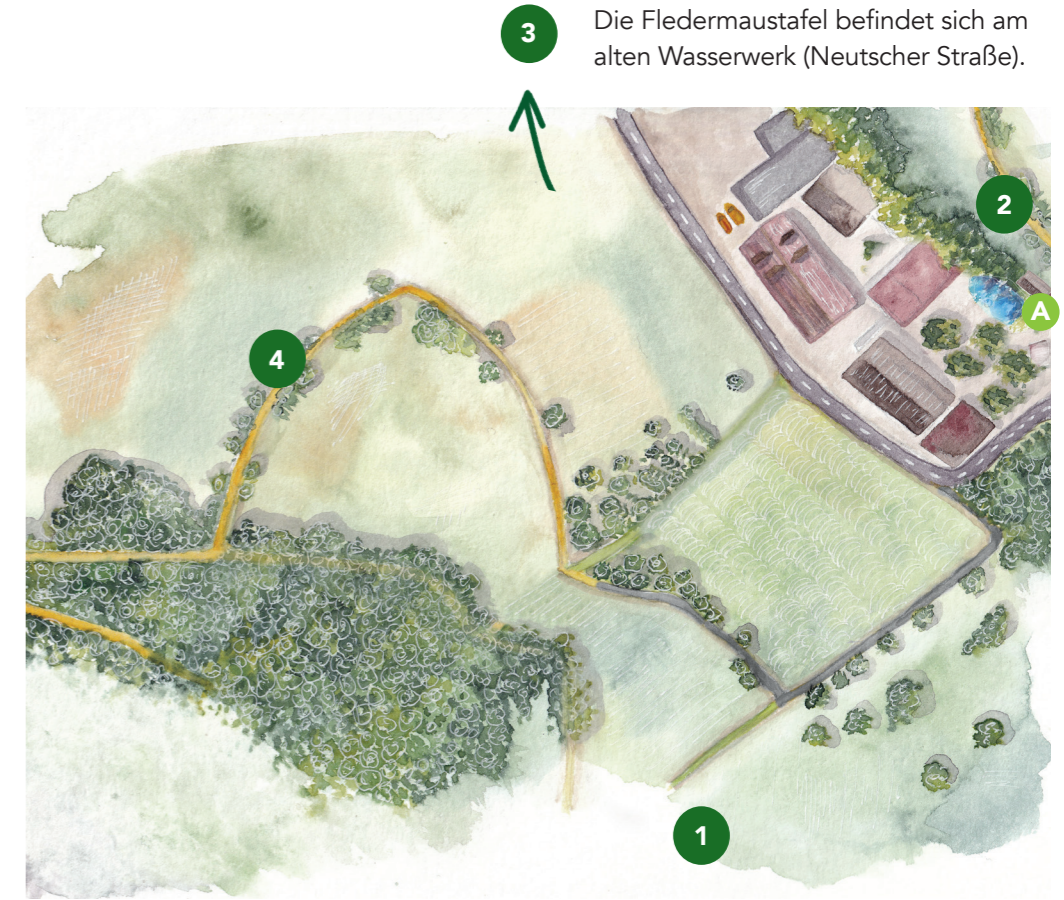 3
Die Fledermaustafel befindet sich am
alten Wasserwerk (Neutscher Straße).
2
A
4
1